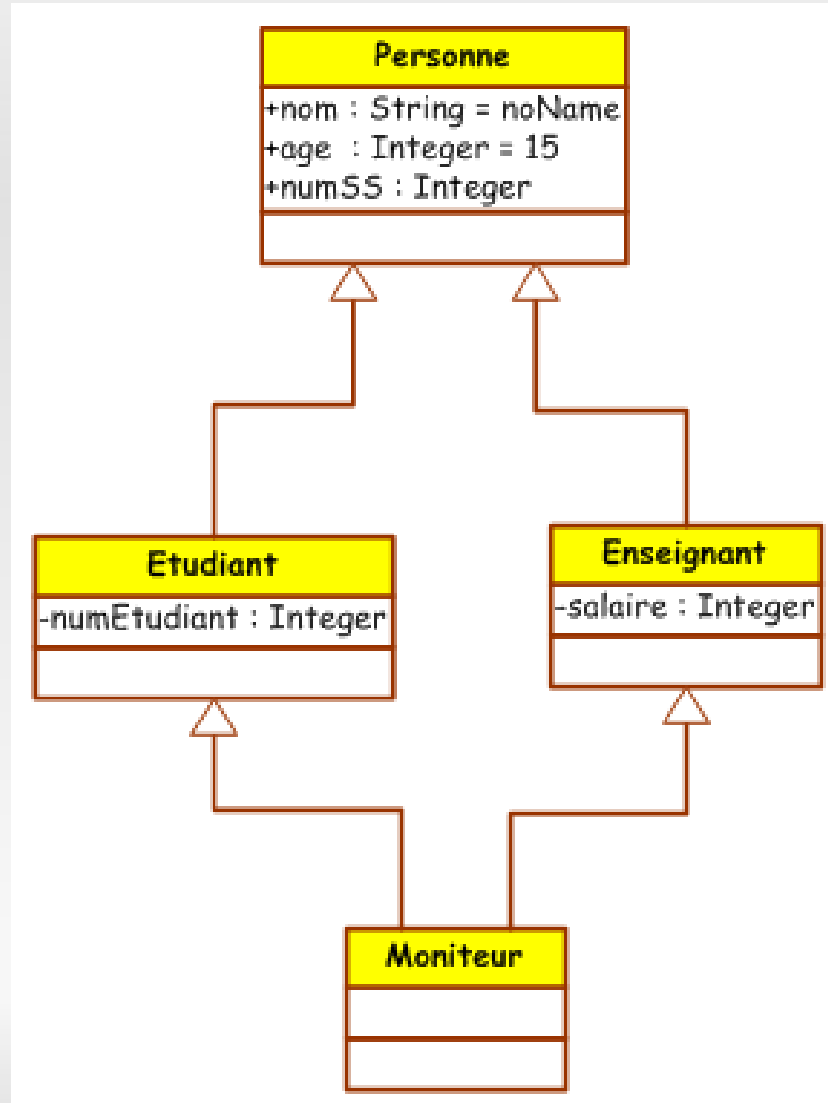 Personne
+nom : String = noName
+age : Integer = 15
+numSS : Integer
Etudiant
-numEtudiant : Integer
Enseignant
-salaire : Integer
Moniteur